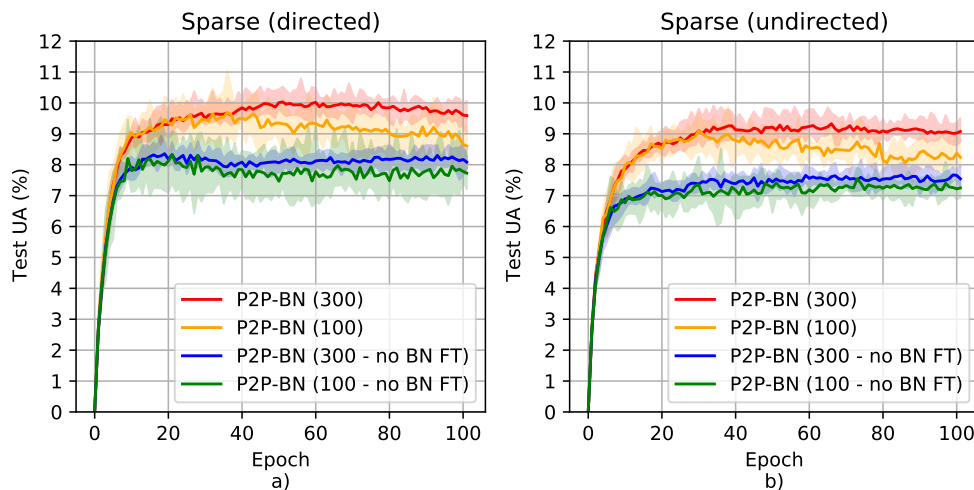 Sparse (directed)
12
11
10
9
8
7
6
5
4
3
2
1
0
Test UA (%)
P2P-BN (300)
P2P-BN (100)
P2P-BN (300 - no BN FT)
P2P-BN (100 - no BN FT)
0 20 40 60 80 100
Epoch
a)
Sparse (undirected)
12
11
10
9
8
7
6
5
4
3
2
1
0
Test UA (%)
P2P-BN (300)
P2P-BN (100)
P2P-BN (300 - no BN FT)
P2P-BN (100 - no BN FT)
0 20 40 60 80 100
Epoch
b)